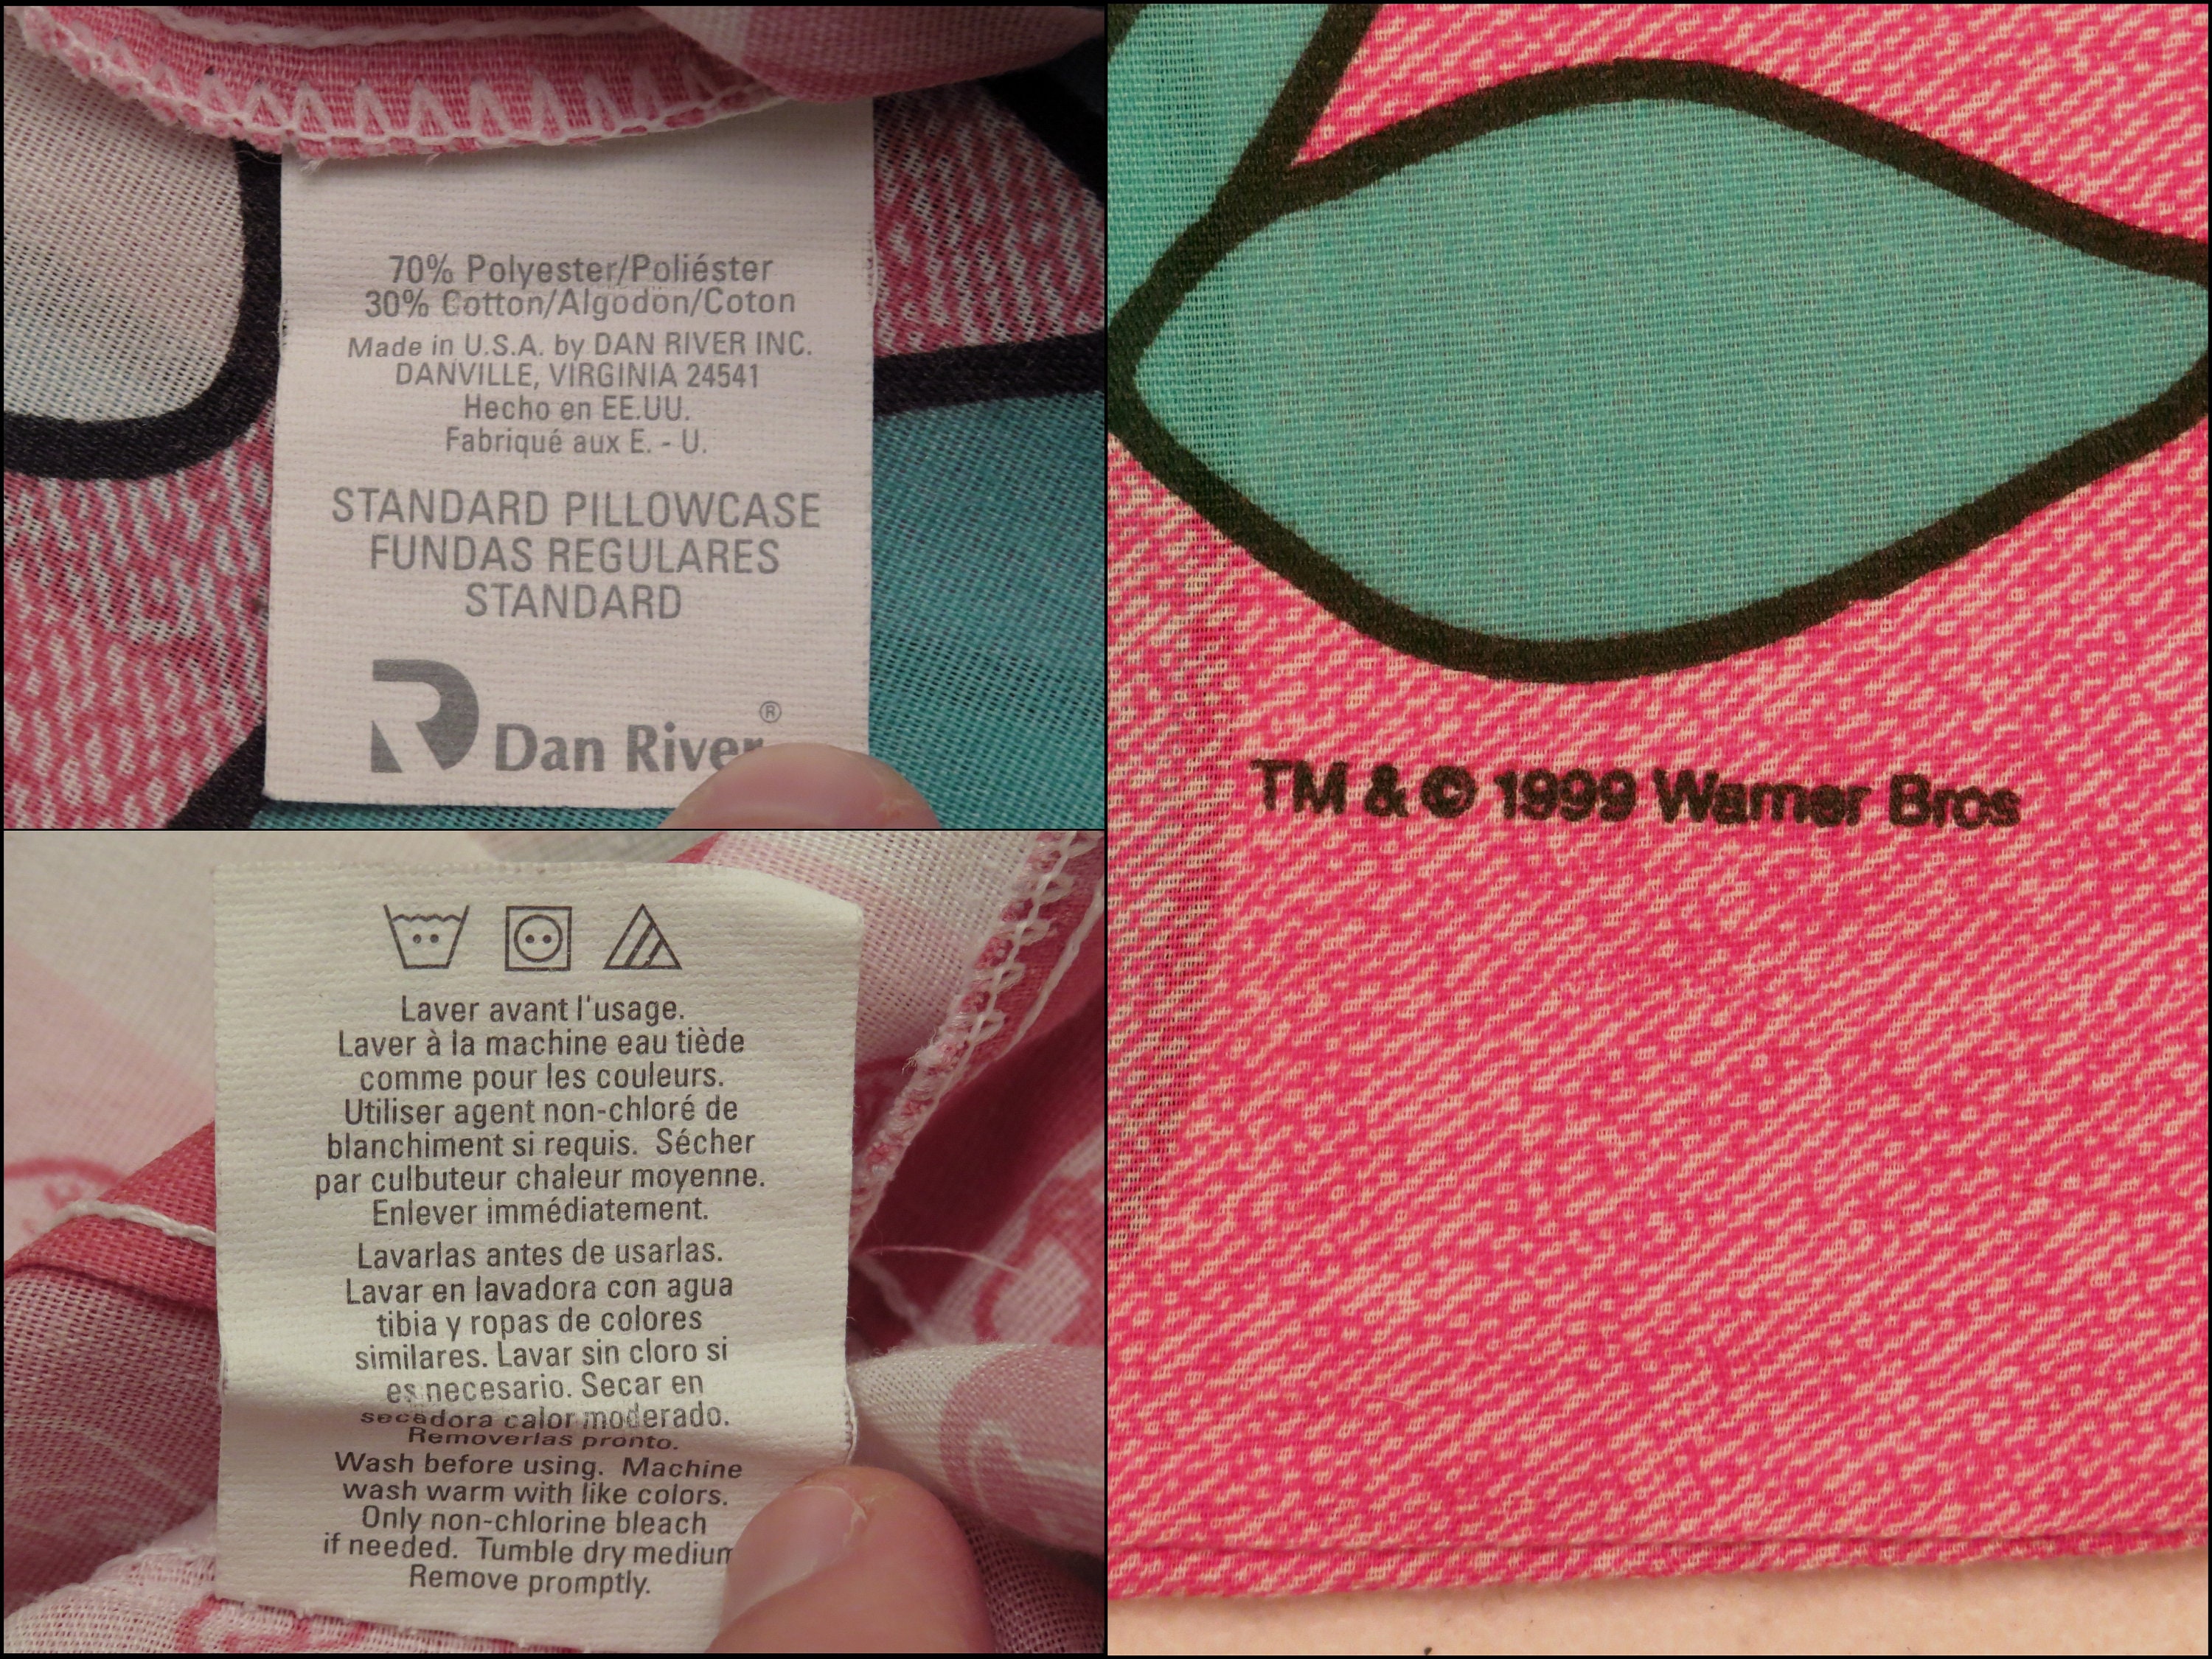 70% Polyester/Poliéster
30% Cotton/Algodon/Coton
Made in U.S.A. by DAN RIVER INC.
DANVILLE, VIRGINIA 24541
Hecho en EE.UU.
Fabriqué aux E. - U.
STANDARD PILLOWCASE
FUNDAS REGULARES
STANDARD
R Dan River ®
Laver avant l'usage.
Laver à la machine eau tiède
comme pour les couleurs.
Utiliser agent non-chloré de
blanchiment si requis. Sécher
par culbuteur chaleur moyenne.
Enlever immédiatement.
Lavarlas antes de usarlas.
Lavar en lavadora con agua
tibia y ropas de colores
similares. Lavar sin cloro si
es necesario. Secar en
secadora calor moderado.
Removerlas pronto.
Wash before using. Machine
wash warm with like colors.
Only non-chlorine bleach
if needed. Tumble dry medium
Remove promptly.
TM & © 1999 Warner Bros